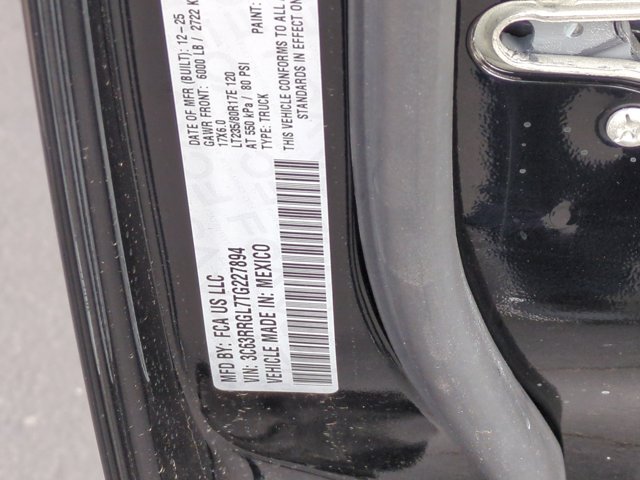 DATE OF MFR (BUILT): 12-25
GAWR FRONT: 6000 LB / 2722 K
17X6.0
LT235/80R17E 120
AT 550 kPa / 80 PSI
TYPE: TRUCK
PAINT:
THIS VEHICLE CONFORMS TO ALL
STANDARDS IN EFFECT ON
MFD BY: FCA US LLC
VIN: 3C63RRGL7TG227894
VEHICLE MADE IN: MEXICO